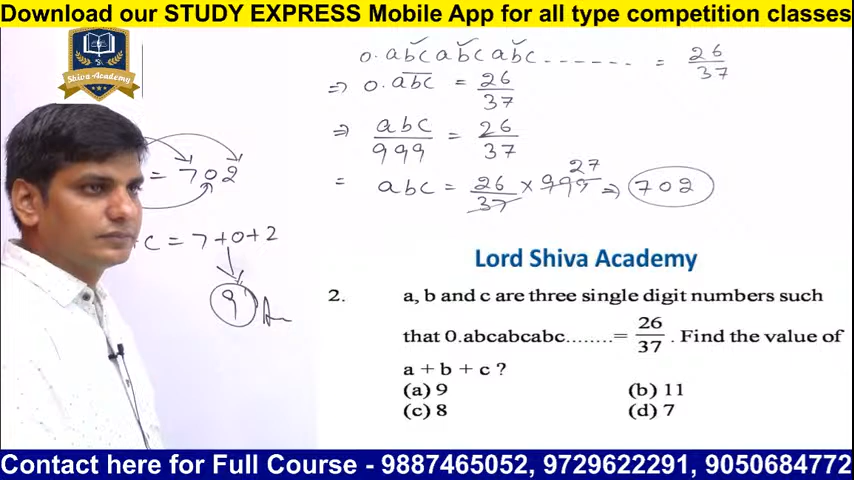 Download our STUDY EXPRESS Mobile App for all type competition classes
Shiva Academy
0.abcabcabc....... = 26/37
⇒ 0.a̅b̅c̅ = 26/37
⇒ abc/999 = 26/37
= abc = 26/37 × 999 27 ⇒ 702
= 702
+c = 7+0+2
9 Ans
Lord Shiva Academy
2. a, b and c are three single digit numbers such
that 0.abcabcabc........= 26/37 . Find the value of
a + b + c ?
(a) 9 (b) 11
(c) 8 (d) 7
Contact here for Full Course - 9887465052, 9729622291, 9050684772